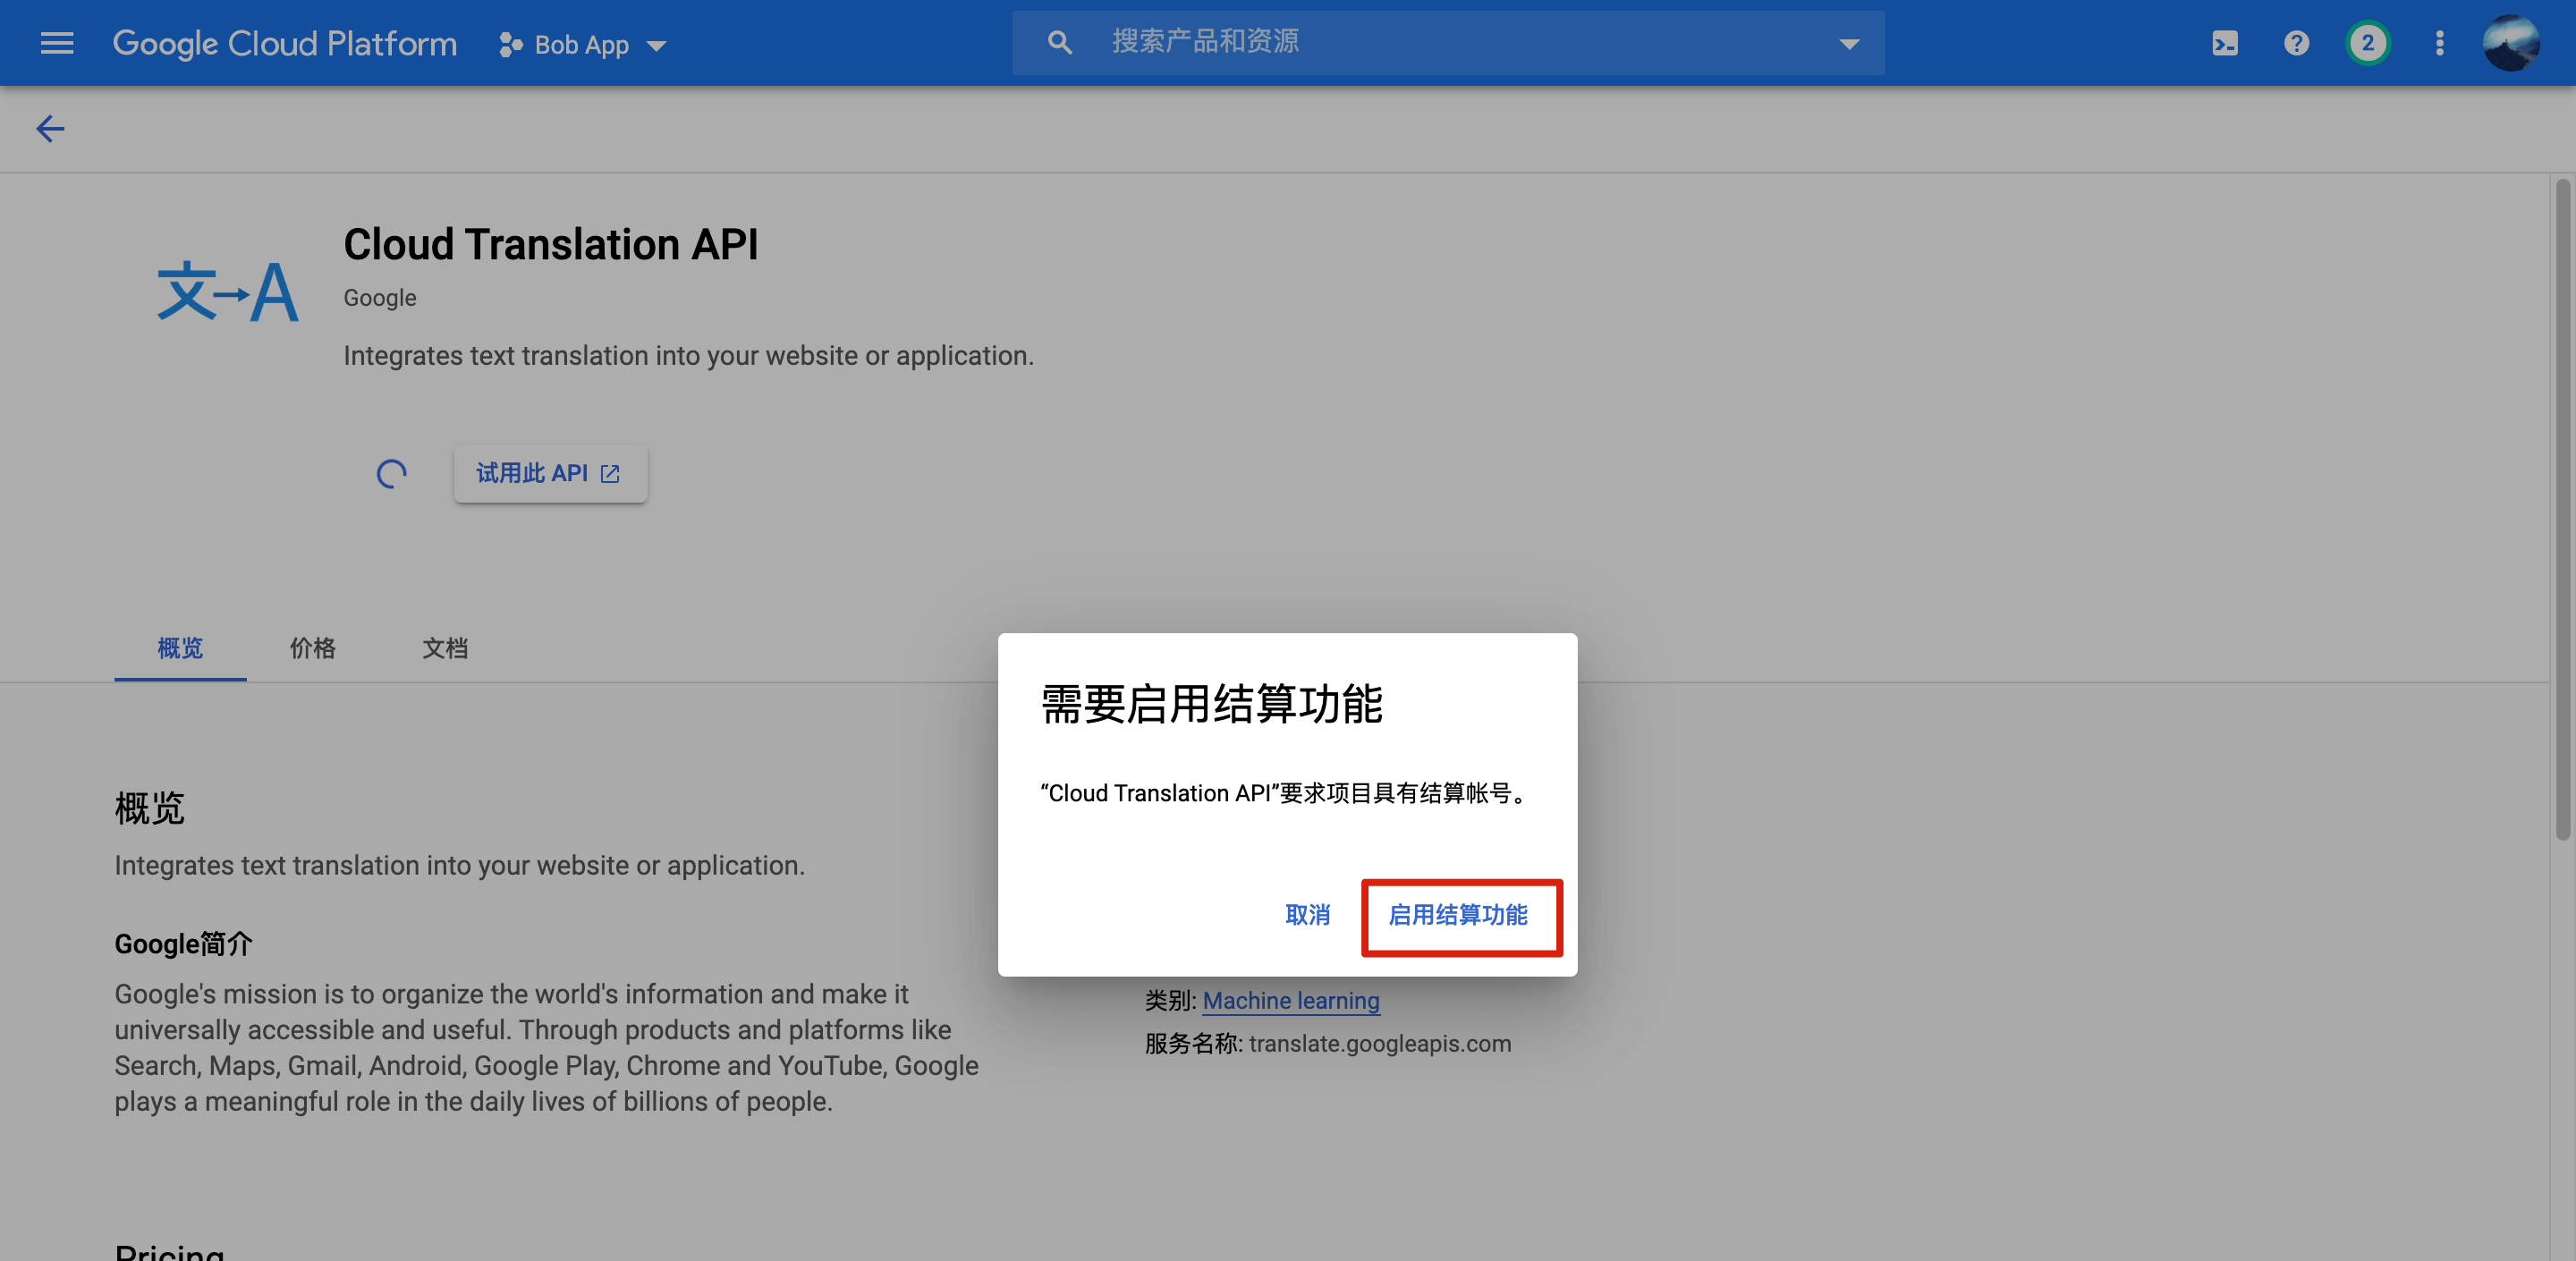 Google Cloud Platform
Bob App
搜索产品和资源
2
Cloud Translation API
文→A
Google
Integrates text translation into your website or application.
试用此 API
概览
价格
文档
需要启用结算功能
“Cloud Translation API”要求项目具有结算帐号。
取消
启用结算功能
概览
Integrates text translation into your website or application.
Google简介
Google's mission is to organize the world's information and make it
universally accessible and useful. Through products and platforms like
Search, Maps, Gmail, Android, Google Play, Chrome and YouTube, Google
plays a meaningful role in the daily lives of billions of people.
类别: Machine learning
服务名称: translate.googleapis.com
Pricing